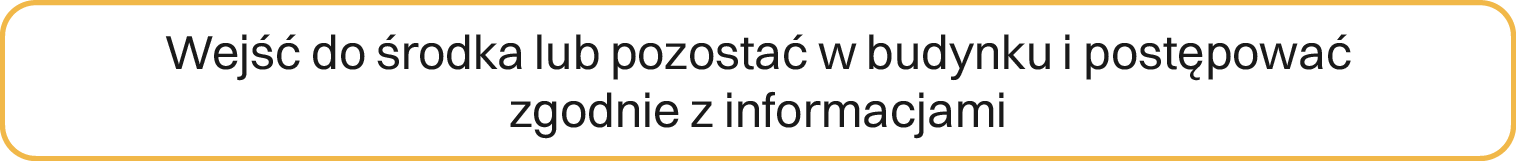 Wejść do środka lub pozostać w budynku i postępować
zgodnie z informacjami